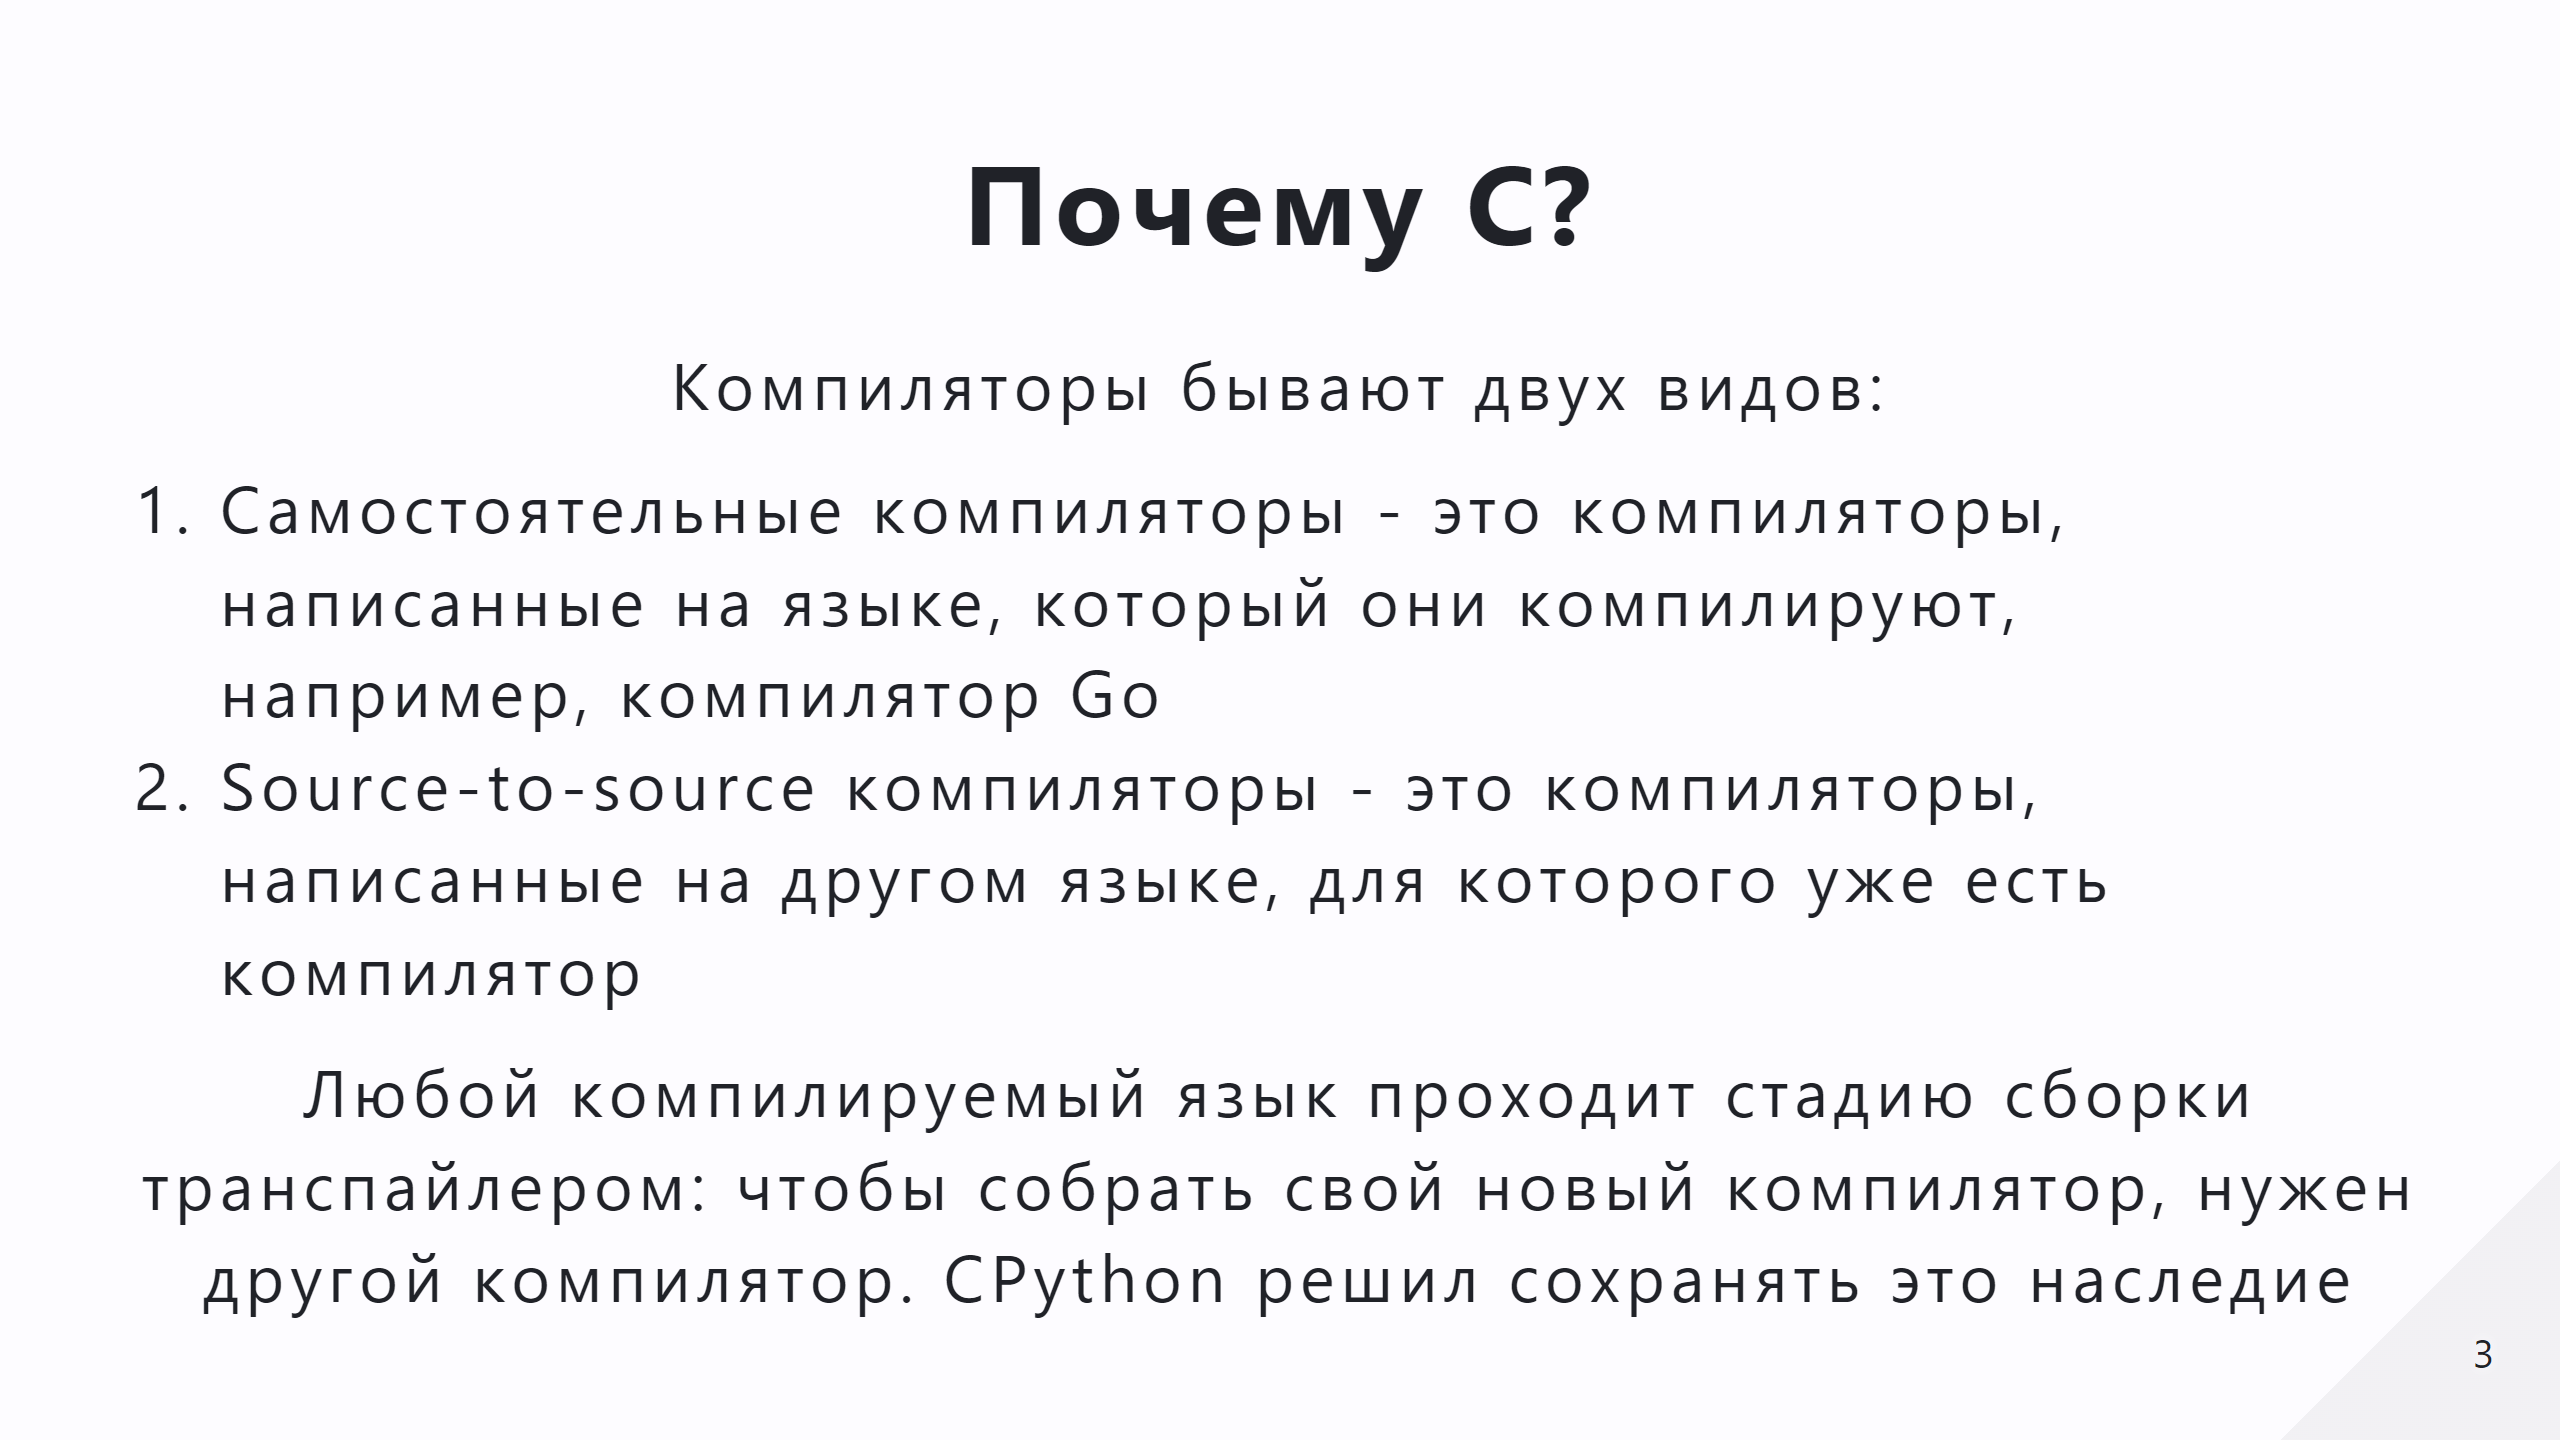 Почему C?
Компиляторы бывают двух видов:
1. Самостоятельные компиляторы - это компиляторы,
написанные на языке, который они компилируют,
например, компилятор Go
2. Source-to-source компиляторы - это компиляторы,
написанные на другом языке, для которого уже есть
компилятор
Любой компилируемый язык проходит стадию сборки
транспайлером: чтобы собрать свой новый компилятор, нужен
другой компилятор. CPython решил сохранять это наследие
3